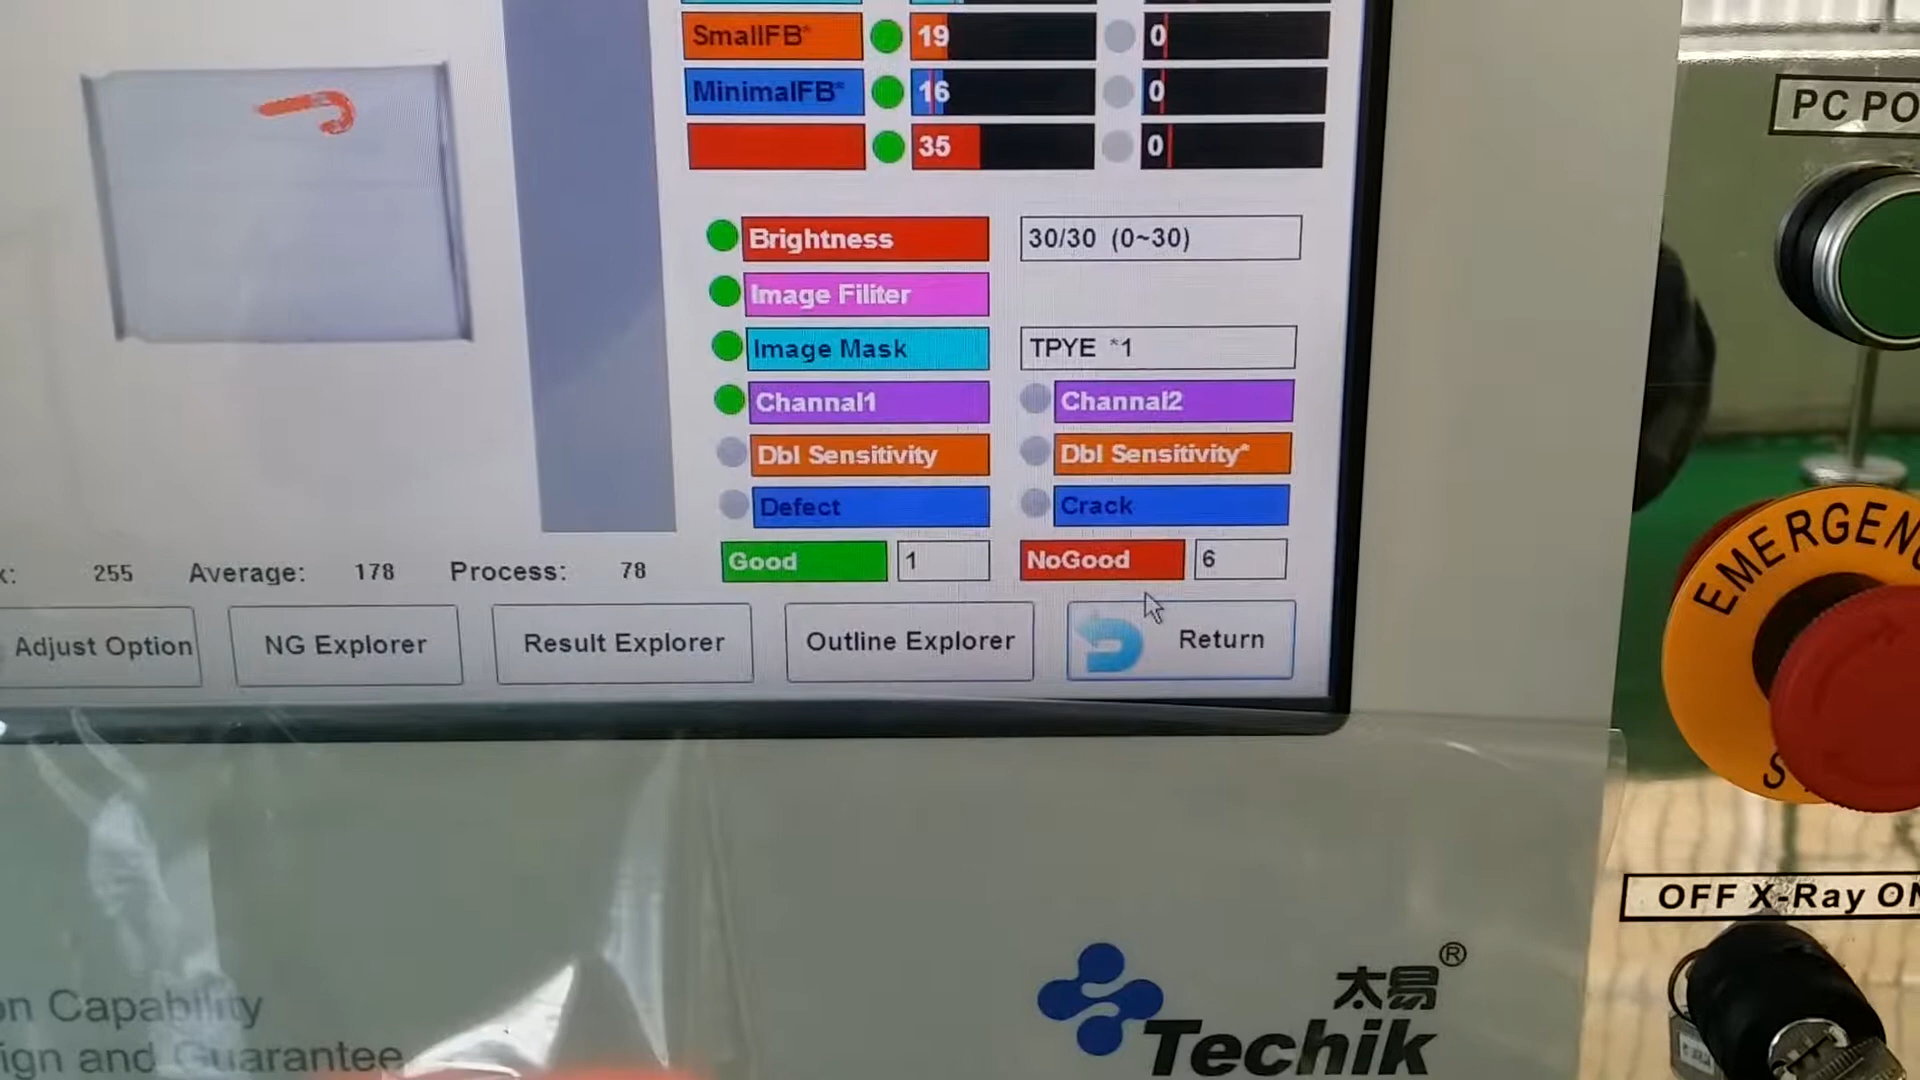 SmallFB* 19 0
MinimalFB* 16 0
35 0
Brightness 30/30 (0~30)
Image Filiter
Image Mask TPYE *1
Channal1 Channal2
Dbl Sensitivity Dbl Sensitivity*
Defect Crack
Good 1 NoGood 6
255 Average: 178 Process: 78
Adjust Option NG Explorer Result Explorer Outline Explorer Return
PC PO
EMERGENC
OFF X-Ray ON
on Capability
ign and Guarantee
太易®
Techik